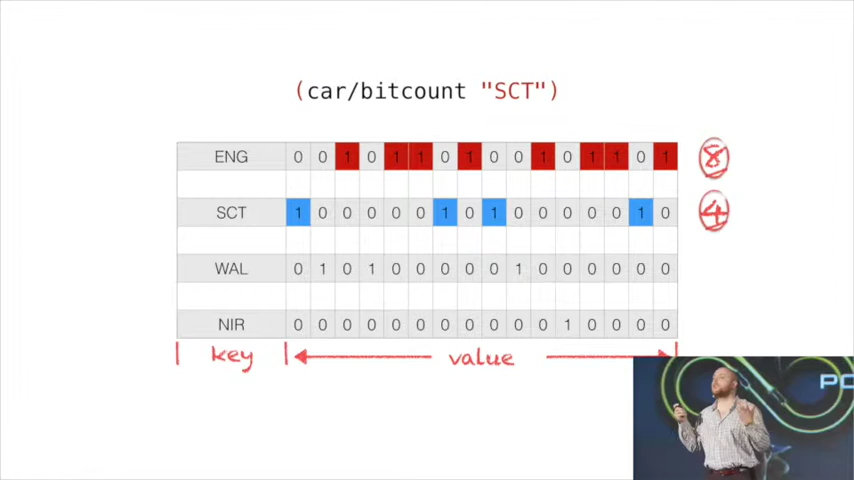 (car/bitcount "SCT")
ENG 0 0 1 0 1 1 0 1 0 0 1 0 1 1 0 1 8
SCT 1 0 0 0 0 0 1 0 1 0 0 0 0 0 1 0 4
WAL 0 1 0 1 0 0 0 0 0 1 0 0 0 0 0 0
NIR 0 0 0 0 0 0 0 0 0 0 0 1 0 0 0 0
key value
PO